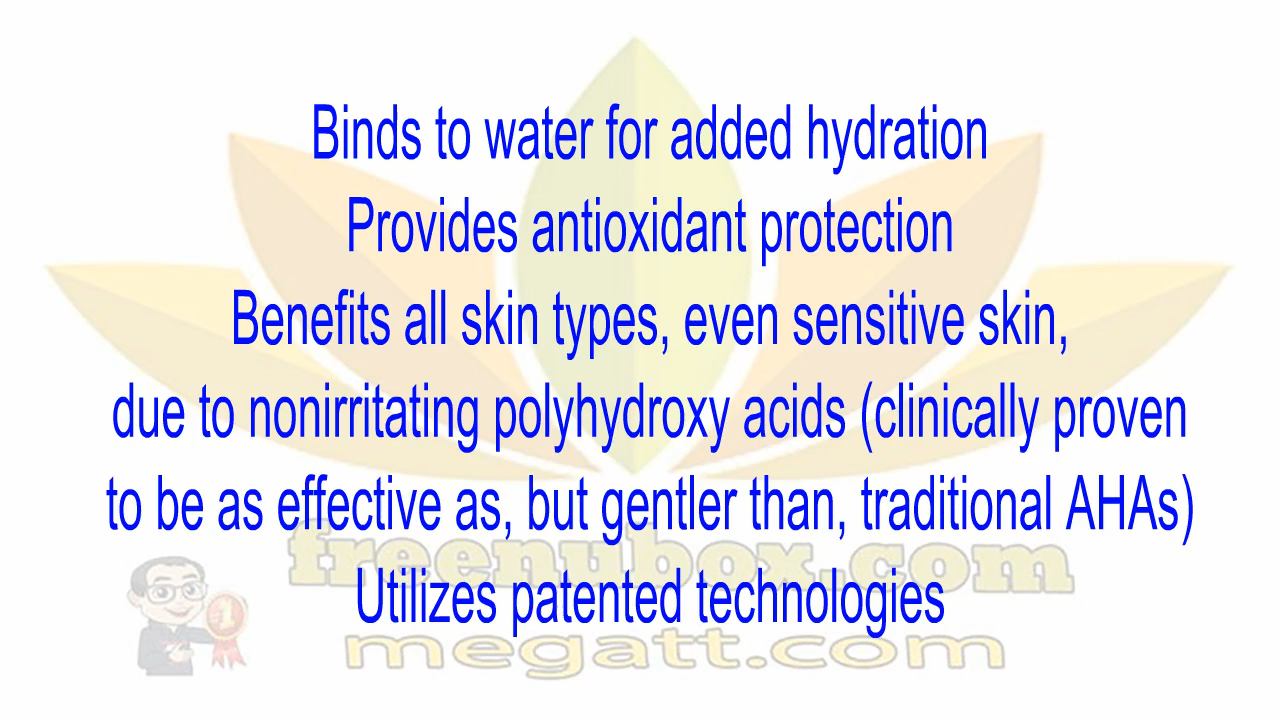 Binds to water for added hydration
Provides antioxidant protection
Benefits all skin types, even sensitive skin,
due to nonirritating polyhydroxy acids (clinically proven
to be as effective as, but gentler than, traditional AHAs)
freenubox.com
Utilizes patented technologies
1
megatt.com